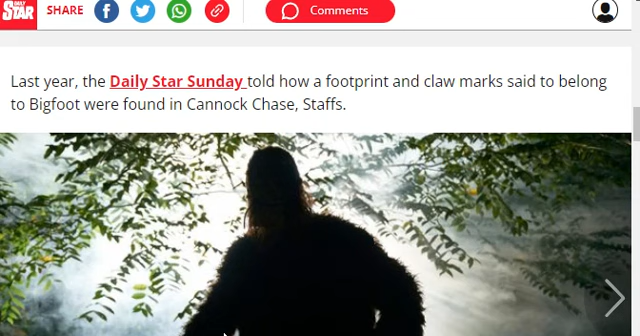 DAILY
STAR
SHARE
Comments
Last year, the Daily Star Sunday told how a footprint and claw marks said to belong
to Bigfoot were found in Cannock Chase, Staffs.